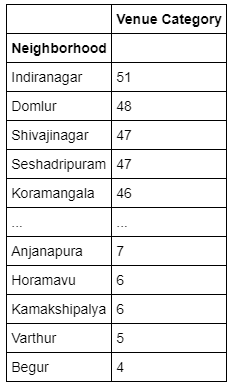 Venue Category
Neighborhood
Indiranagar 51
Domlur 48
Shivajinagar 47
Seshadripuram 47
Koramangala 46
... ...
Anjanapura 7
Horamavu 6
Kamakshipalya 6
Varthur 5
Begur 4